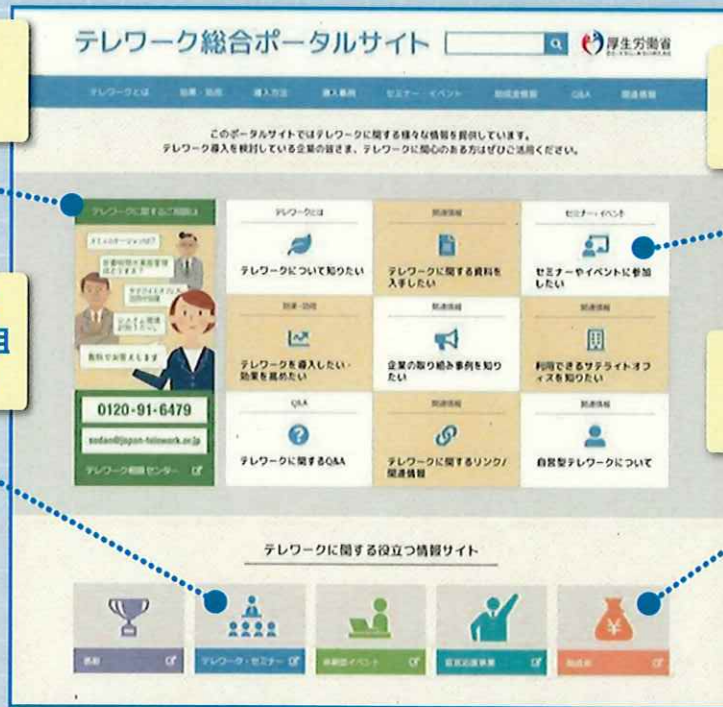 テレワーク総合ポータルサイト
厚生労働省
テレワークとは 効果・効用 導入方法 導入事例 セミナー・イベント 助成金情報 Q&A 関連情報
このポータルサイトではテレワークに関する様々な情報を提供しています。
テレワーク導入を検討している企業の皆さま、テレワークに関心のある方はぜひご活用ください。
テレワークに関するご相談は
無料でお答えします
0120-91-6479
sodan@japan-telework.or.jp
テレワーク相談センター
テレワークとは
テレワークについて知りたい
関連情報
テレワークに関する資料を
入手したい
セミナー・イベント
セミナーやイベントに参加
したい
効果・効用
テレワークを導入したい・
効果を高めたい
関連情報
企業の取り組み事例を知り
たい
関連情報
利用できるサテライトオフ
ィスを知りたい
Q&A
テレワークに関するQ&A
関連情報
テレワークに関するリンク/
関連情報
関連情報
自営型テレワークについて
組
テレワークに関する役立つ情報サイト
表彰
テレワーク・セミナー
体験型イベント
助成金